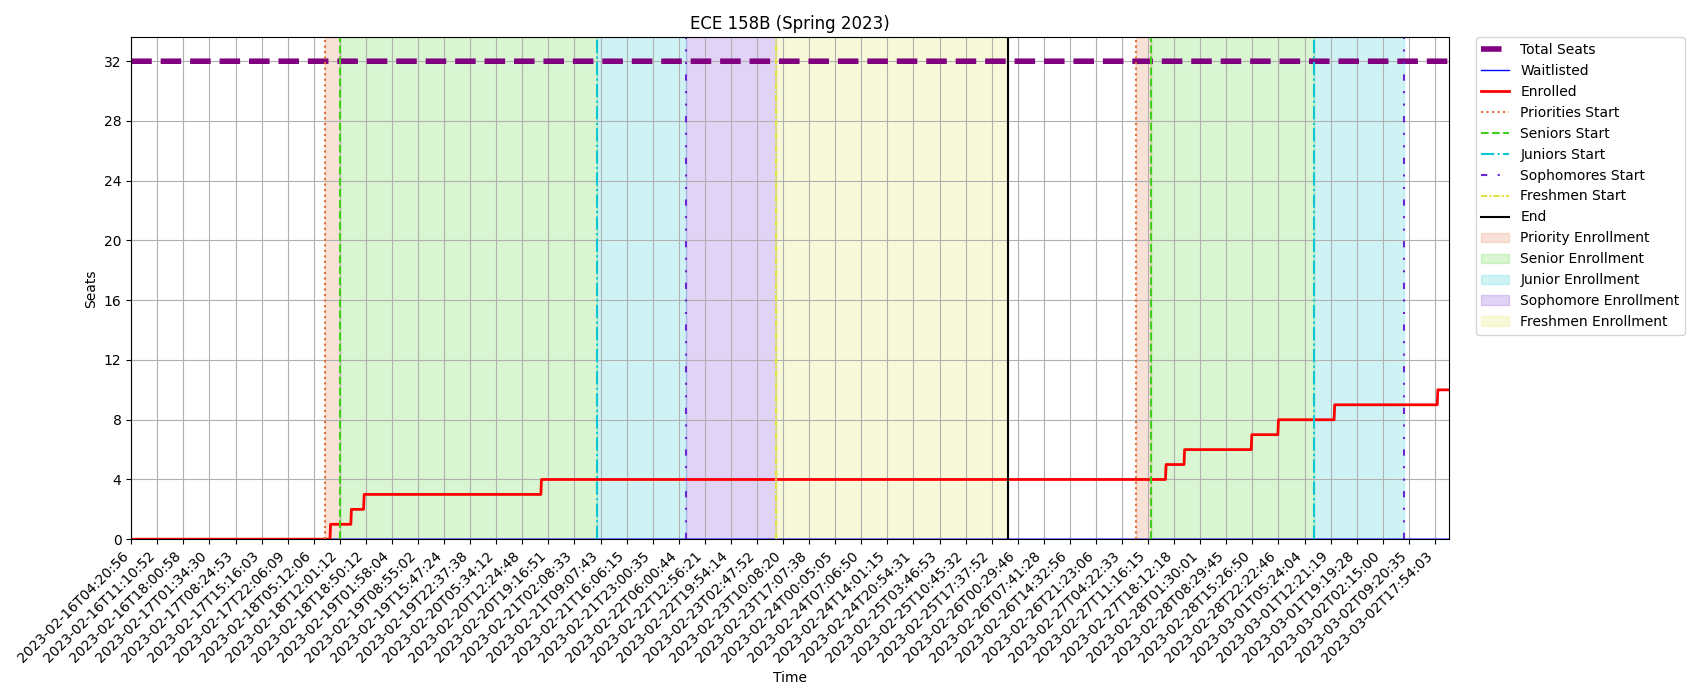 ECE 158B (Spring 2023)
Seats
32
28
24
20
16
12
8
4
0
2023-02-16T04:20:56
2023-02-16T11:10:52
2023-02-16T18:00:58
2023-02-17T01:34:30
2023-02-17T08:24:53
2023-02-17T15:16:03
2023-02-17T22:06:09
2023-02-18T05:12:06
2023-02-18T12:01:12
2023-02-18T18:50:12
2023-02-19T01:58:04
2023-02-19T08:55:02
2023-02-19T15:47:24
2023-02-19T22:37:38
2023-02-20T05:34:12
2023-02-20T12:24:48
2023-02-20T19:16:51
2023-02-21T02:08:33
2023-02-21T09:07:43
2023-02-21T16:06:15
2023-02-21T23:00:35
2023-02-22T06:00:44
2023-02-22T12:56:21
2023-02-22T19:54:14
2023-02-23T02:47:52
2023-02-23T10:08:20
2023-02-23T17:07:38
2023-02-24T00:05:05
2023-02-24T07:06:50
2023-02-24T14:01:15
2023-02-24T20:54:31
2023-02-25T03:46:53
2023-02-25T10:45:32
2023-02-25T17:37:52
2023-02-26T00:29:46
2023-02-26T07:41:28
2023-02-26T14:32:56
2023-02-26T21:23:06
2023-02-27T04:22:33
2023-02-27T11:16:15
2023-02-27T18:12:18
2023-02-28T01:30:01
2023-02-28T08:29:45
2023-02-28T15:26:50
2023-02-28T22:22:46
2023-03-01T05:24:04
2023-03-01T12:21:19
2023-03-01T19:19:28
2023-03-02T02:15:00
2023-03-02T09:20:35
2023-03-02T17:54:03
Time
Total Seats
Waitlisted
Enrolled
Priorities Start
Seniors Start
Juniors Start
Sophomores Start
Freshmen Start
End
Priority Enrollment
Senior Enrollment
Junior Enrollment
Sophomore Enrollment
Freshmen Enrollment